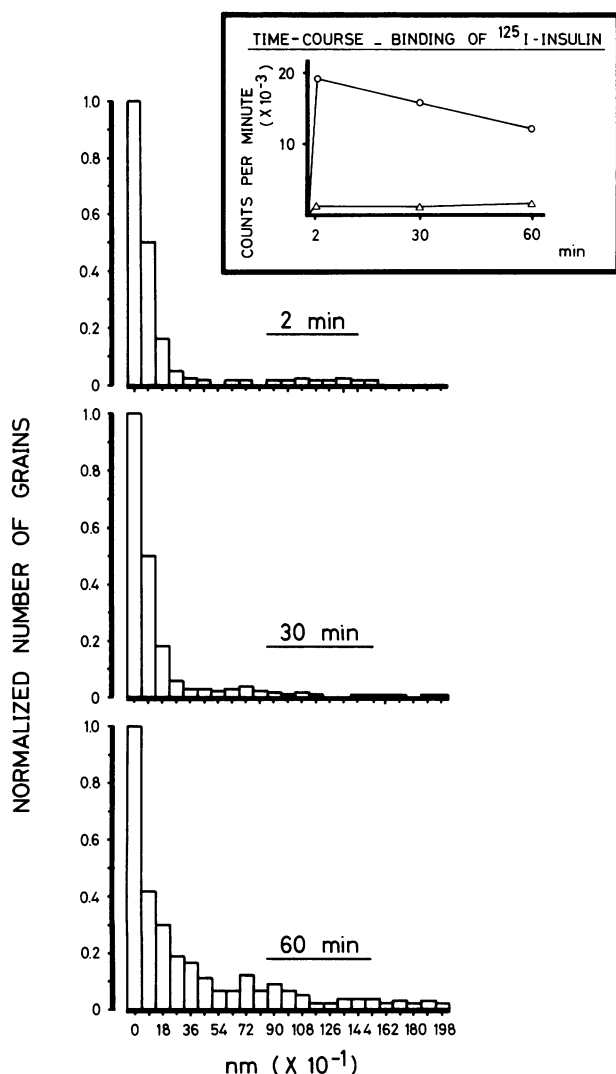 TIME-COURSE _ BINDING OF ¹²⁵I-INSULIN
COUNTS PER MINUTE
(X10⁻³)
20
10
2 30 60
min
1.0
0.8
0.6
0.4
0.2
0
2 min
NORMALIZED NUMBER OF GRAINS
1.0
0.8
0.6
0.4
0.2
0
30 min
1.0
0.8
0.6
0.4
0.2
0
60 min
0 18 36 54 72 90 108 126 144 162 180 198
nm (X 10⁻¹)